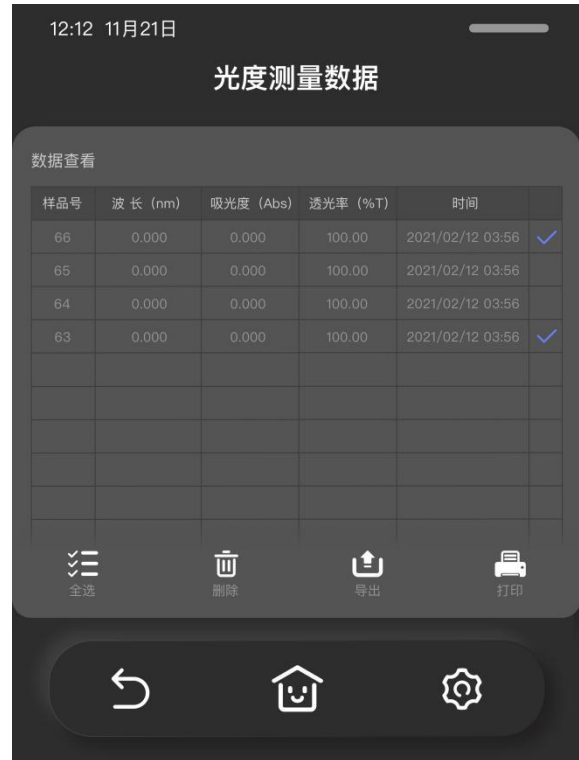 12:12 11月21日
光度测量数据
数据查看
样品号 波 长（nm） 吸光度（Abs） 透光率（%T） 时间
66 0.000 0.000 100.00 2021/02/12 03:56
65 0.000 0.000 100.00 2021/02/12 03:56
64 0.000 0.000 100.00 2021/02/12 03:56
63 0.000 0.000 100.00 2021/02/12 03:56
全选 删除 导出 打印